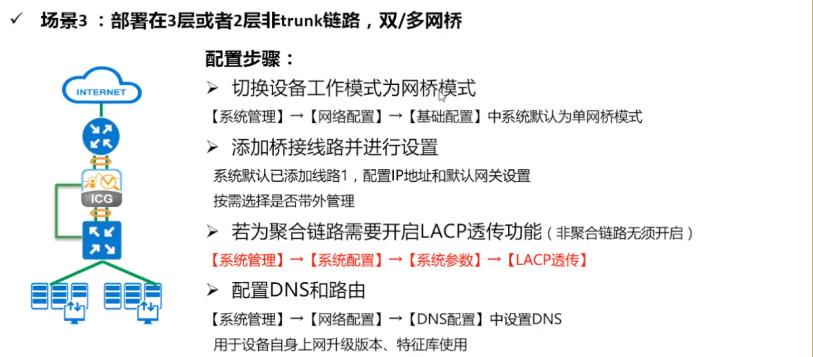 ✓ 场景3 ：部署在3层或者2层非trunk链路，双/多网桥
配置步骤：
➢ 切换设备工作模式为网桥模式
【系统管理】→【网络配置】→【基础配置】中系统默认为单网桥模式
➢ 添加桥接线路并进行设置
系统默认已添加线路1，配置IP地址和默认网关设置
按需选择是否带外管理
➢ 若为聚合链路需要开启LACP透传功能（非聚合链路无须开启）
【系统管理】→【系统配置】→【系统参数】→【LACP透传】
➢ 配置DNS和路由
【系统管理】→【网络配置】→【DNS配置】中设置DNS
用于设备自身上网升级版本、特征库使用
INTERNET
ICG